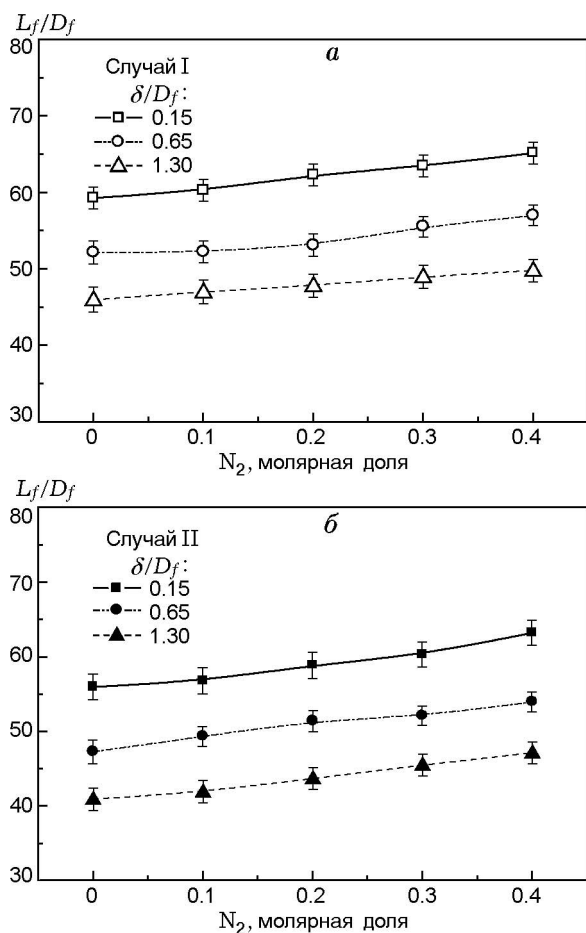 L_f/D_f
80
а
Случай I
δ/D_f:
70
0.15
0.65
1.30
60
50
40
30
0 0.1 0.2 0.3 0.4
N₂, молярная доля
L_f/D_f
80
б
Случай II
δ/D_f:
70
0.15
0.65
1.30
60
50
40
30
0 0.1 0.2 0.3 0.4
N₂, молярная доля